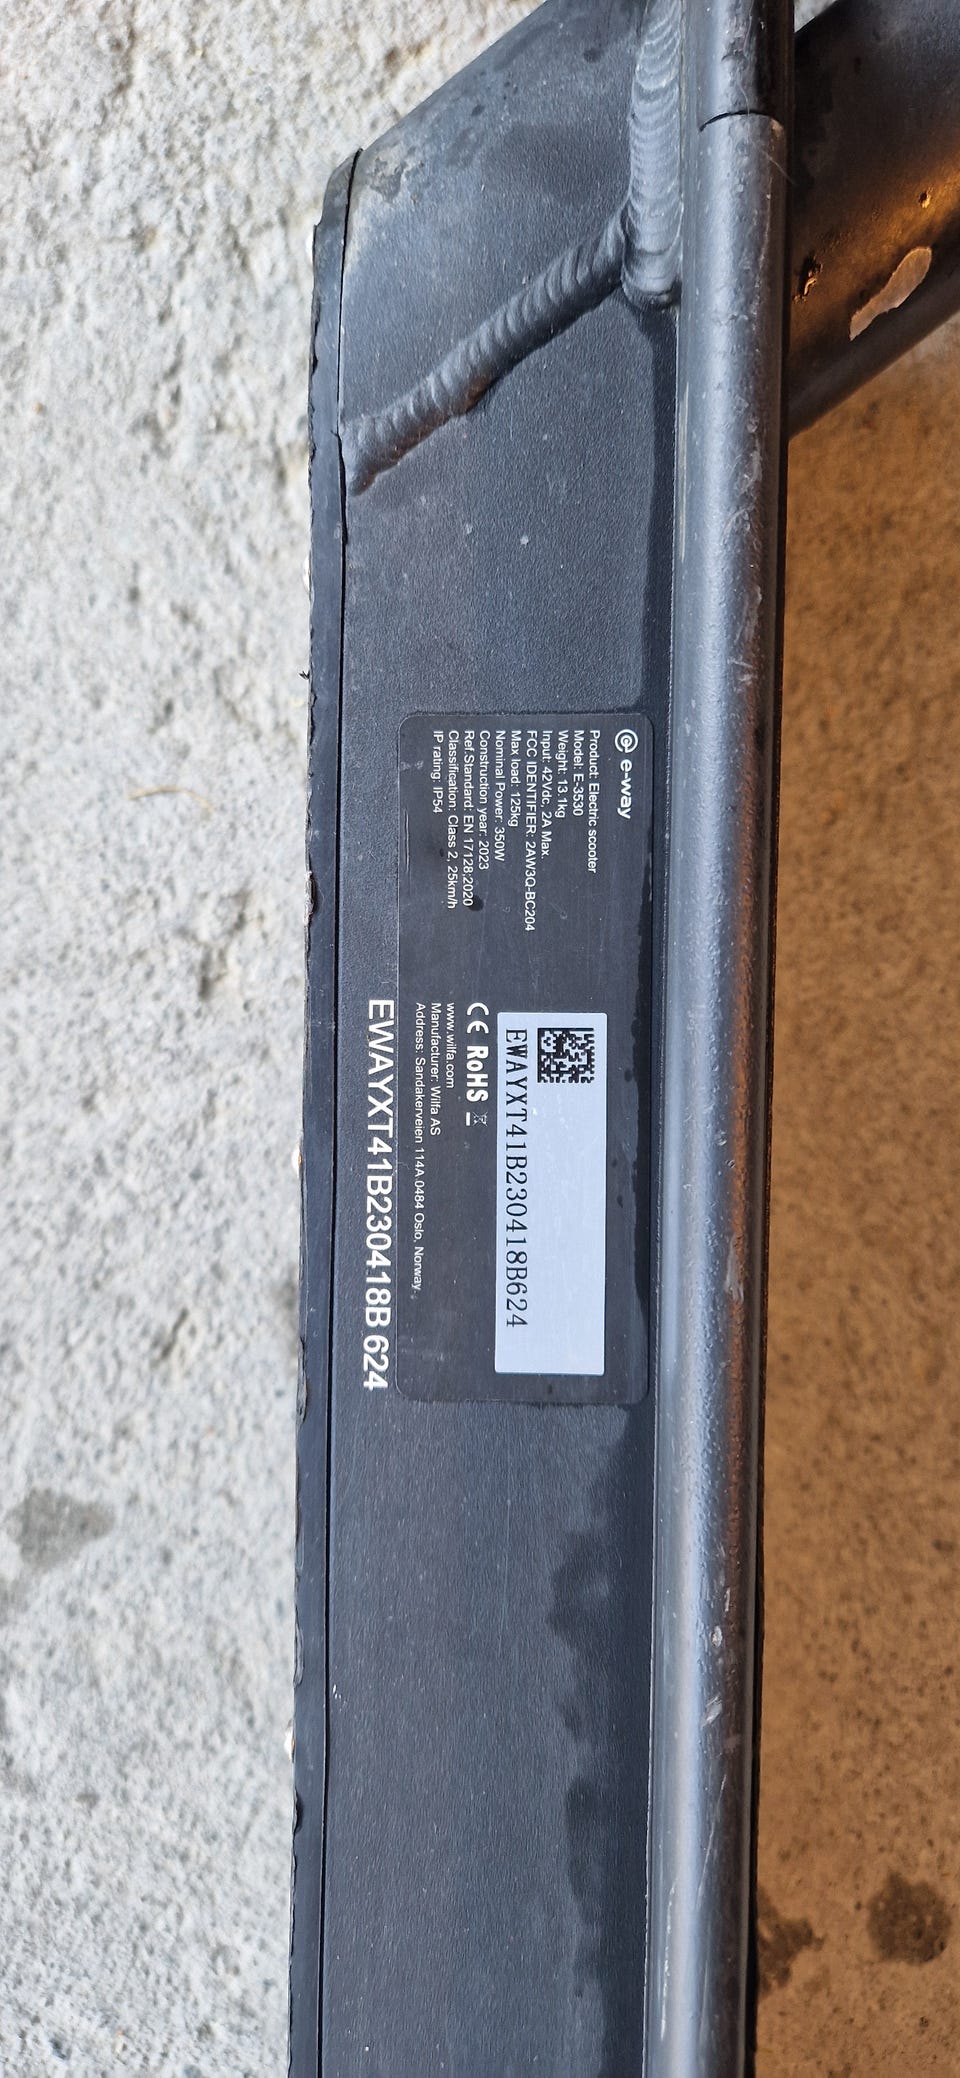 e-way
Product: Electric scooter
Model: E-3530
Weight: 13.1kg
Input: 42Vdc, 2A Max.
FCC IDENTIFIER: 2AW3Q-BC204
Max load: 125kg
Nominal Power: 350W
Construction year: 2023
Ref.Standard: EN 17128:2020
Classification: Class 2, 25km/h
IP rating: IP54
EWAYXT41B230418B624
CE RoHS
www.wilfa.com
Manufacturer: Wilfa AS
Address: Sandakerveien 114A 0484 Oslo, Norway
EWAYXT41B230418B624